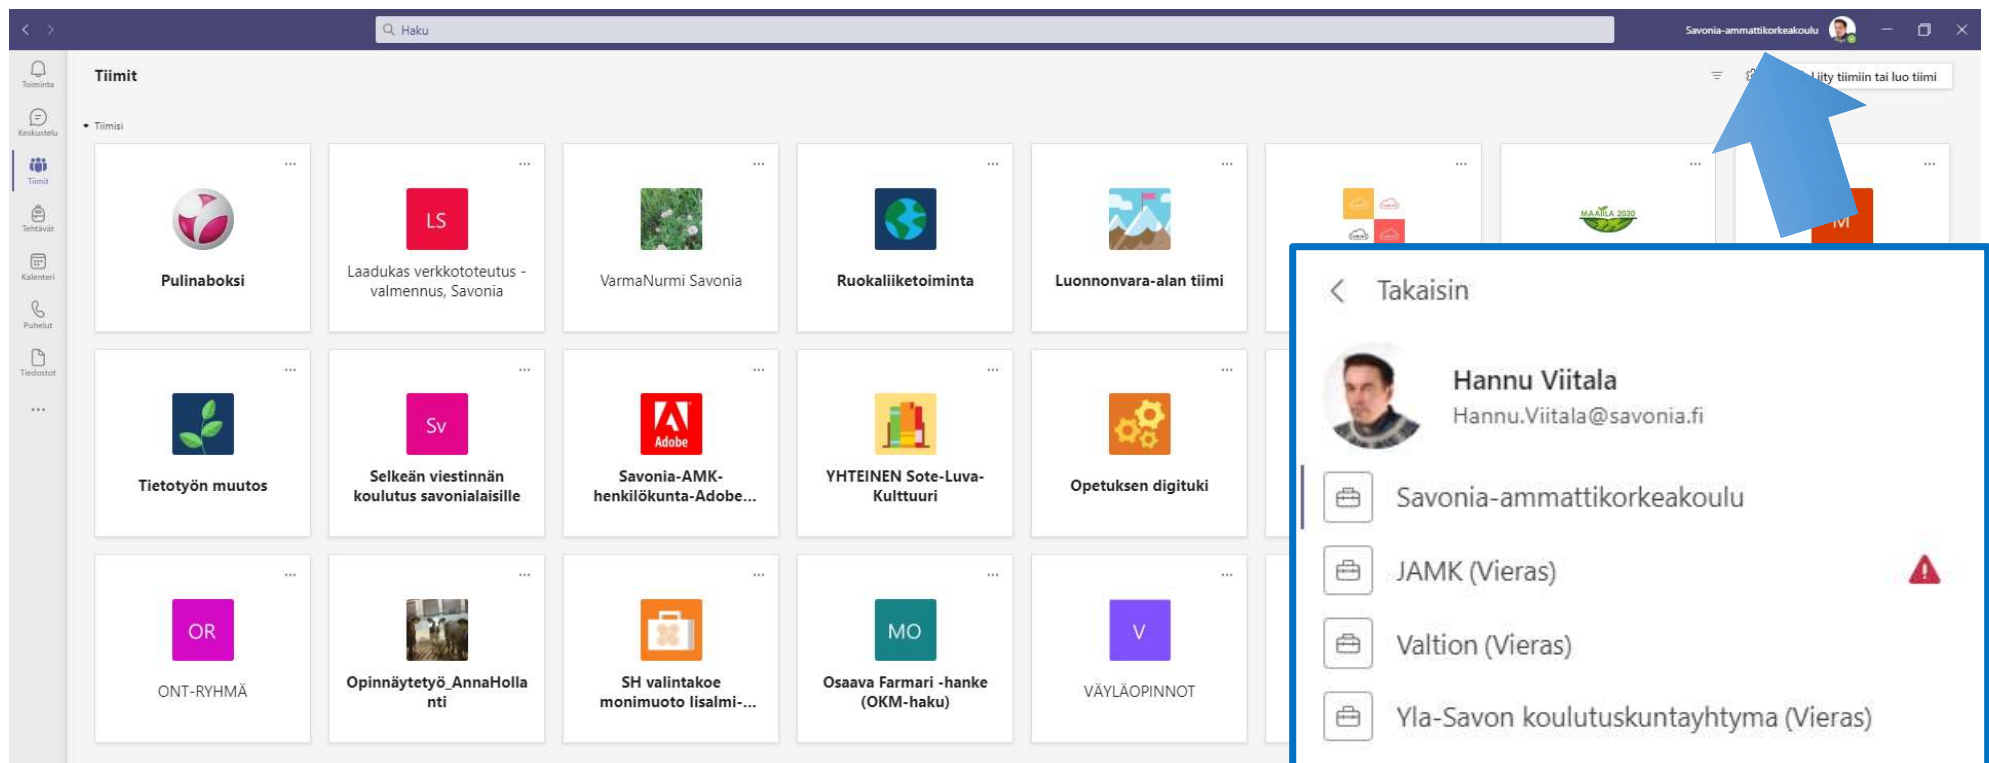 Haku
Savonia-ammattikorkeakoulu
Toiminta
Keskustelu
Tiimit
Tehtävät
Kalenteri
Puhelut
Tiedostot
Tiimit
Liity tiimiin tai luo tiimi
Tiimisi
Pulinaboksi
LS
Laadukas verkkototeutus -
valmennus, Savonia
VarmaNurmi Savonia
Ruokaliiketoiminta
Luonnonvara-alan tiimi
MAATILA 2030
M
Tietotyön muutos
Sv
Selkeän viestinnän
koulutus savonialaisille
Adobe
Savonia-AMK-
henkilökunta-Adobe...
YHTEINEN Sote-Luva-
Kulttuuri
Opetuksen digituki
OR
ONT-RYHMÄ
Opinnäytetyö_AnnaHolla
nti
SH valintakoe
monimuoto Iisalmi-...
MO
Osaava Farmari -hanke
(OKM-haku)
V
VÄYLÄOPINNOT
Takaisin
Hannu Viitala
Hannu.Viitala@savonia.fi
Savonia-ammattikorkeakoulu
JAMK (Vieras)
Valtion (Vieras)
Yla-Savon koulutuskuntayhtyma (Vieras)